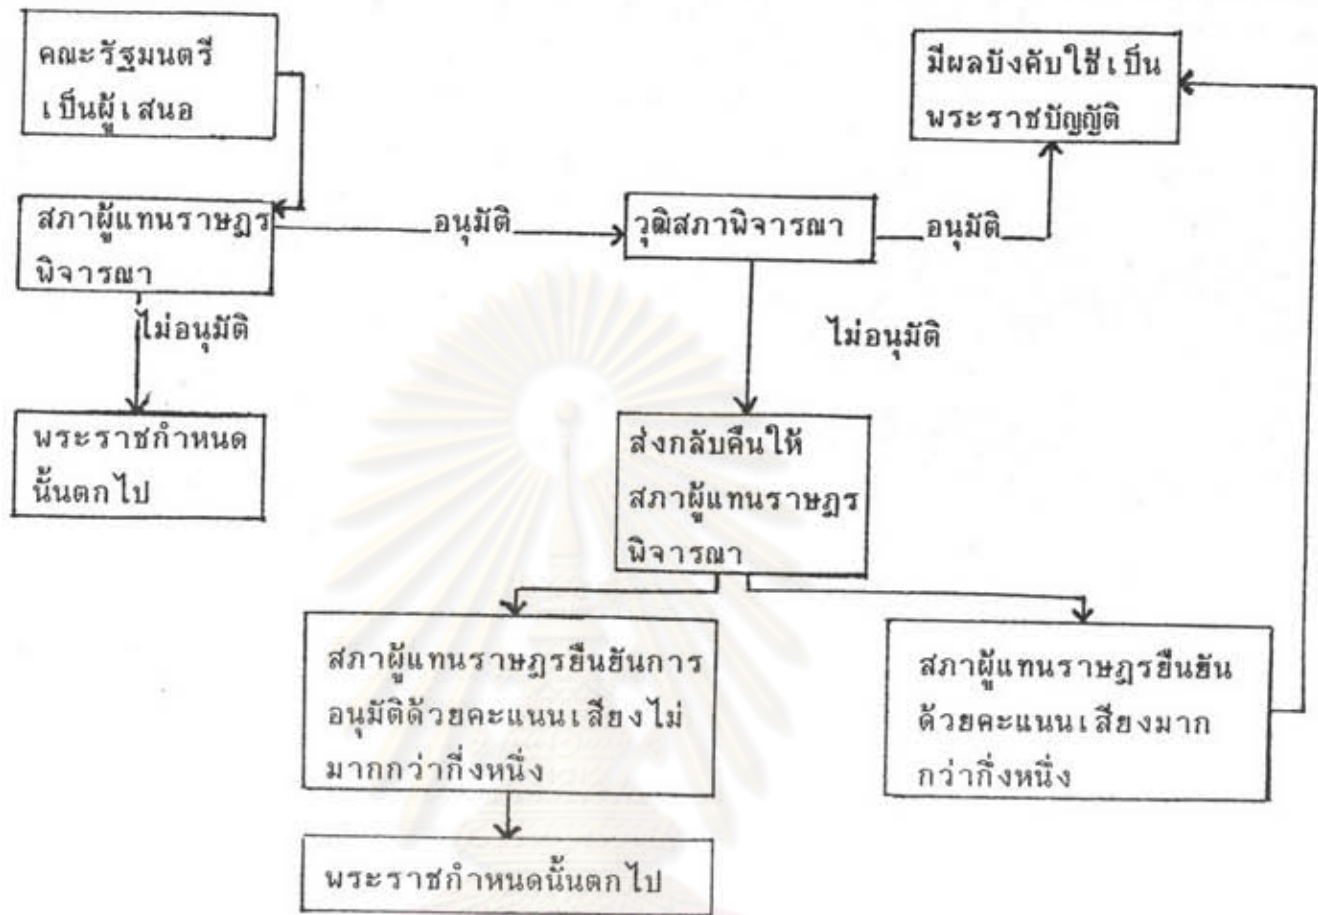 คณะรัฐมนตรี
เป็นผู้เสนอ
มีผลบังคับใช้เป็น
พระราชบัญญัติ
สภาผู้แทนราษฎร
พิจารณา
อนุมัติ
วุฒิสภาพิจารณา
อนุมัติ
ไม่อนุมัติ
ไม่อนุมัติ
พระราชกำหนด
นั้นตกไป
ส่งกลับคืนให้
สภาผู้แทนราษฎร
พิจารณา
สภาผู้แทนราษฎรยืนยันการ
อนุมัติด้วยคะแนนเสียงไม่
มากกว่ากึ่งหนึ่ง
สภาผู้แทนราษฎรยืนยัน
ด้วยคะแนนเสียงมาก
กว่ากึ่งหนึ่ง
พระราชกำหนดนั้นตกไป